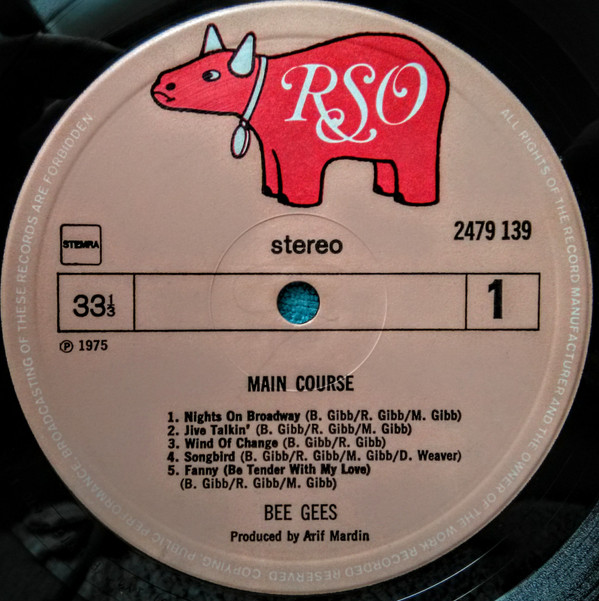 RSO
STEMRA
stereo
2479 139
33⅓
1
℗ 1975
MAIN COURSE
1. Nights On Broadway (B. Gibb/R. Gibb/M. Gibb)
2. Jive Talkin' (B. Gibb/R. Gibb/M. Gibb)
3. Wind Of Change (B. Gibb/R. Gibb)
4. Songbird (B. Gibb/R. Gibb/M. Gibb/D. Weaver)
5. Fanny (Be Tender With My Love)
(B. Gibb/R. Gibb/M. Gibb)
BEE GEES
Produced by Arif Mardin
ALL RIGHTS OF THE RECORD MANUFACTURER AND THE OWNER OF THE WORK RECORDED RESERVED. COPYING, PUBLIC PERFORMANCE, BROADCASTING OF THESE RECORDS ARE FORBIDDEN